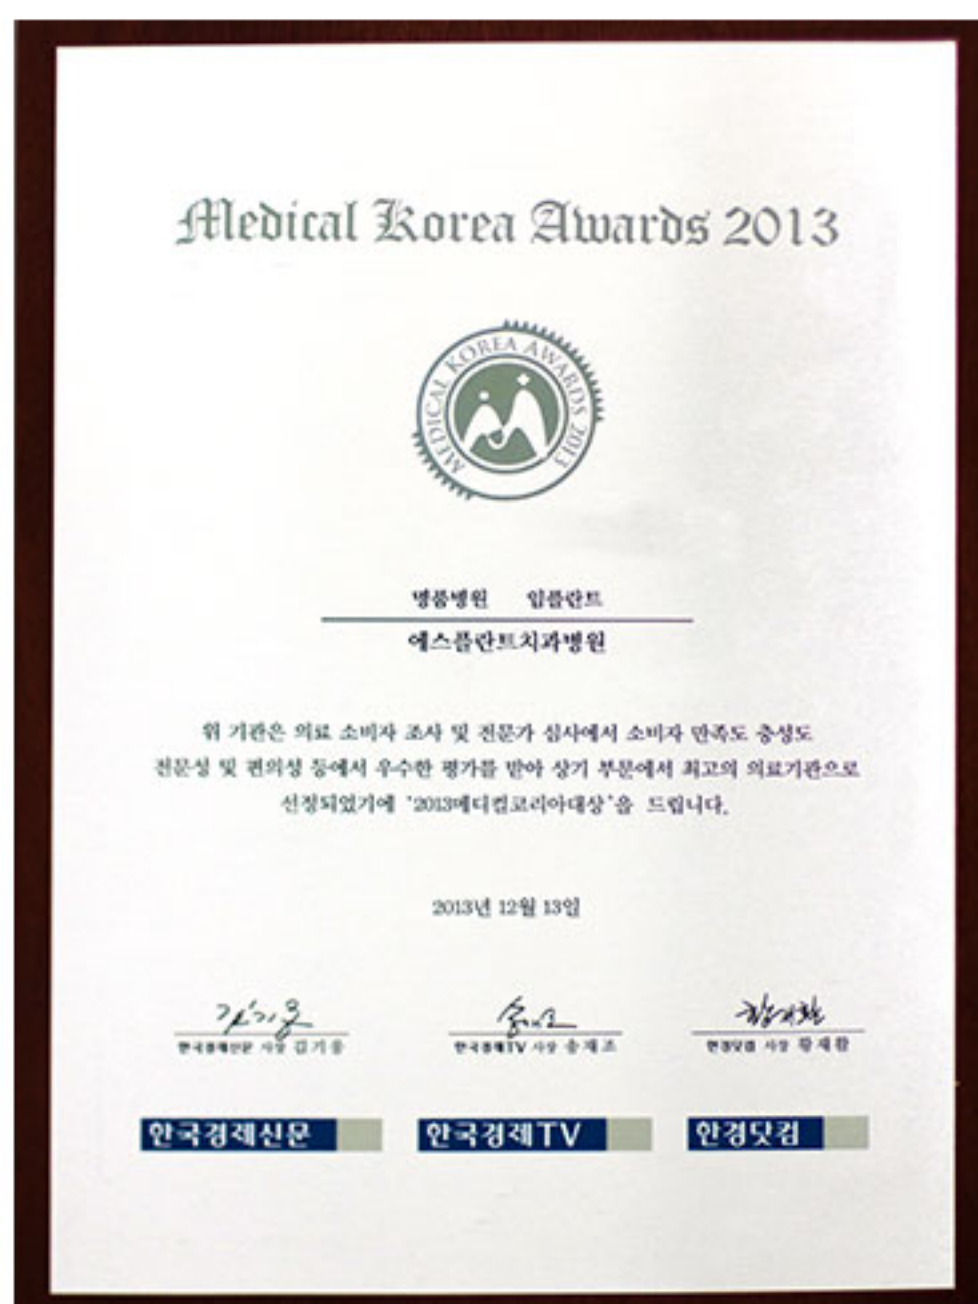 Medical Korea Awards 2013
MEDICAL KOREA AWARDS 2013
명품병원 임플란트
에스플란트치과병원
위 기관은 의료 소비자 조사 및 전문가 심사에서 소비자 만족도 충성도
전문성 및 편의성 등에서 우수한 평가를 받아 상기 부문에서 최고의 의료기관으로
선정되었기에 '2013메디컬코리아대상'을 드립니다.
2013년 12월 13일
한국경제신문 사장 김기웅 한국경제TV 사장 송재조 한경닷컴 사장 황재활
한국경제신문 한국경제TV 한경닷컴